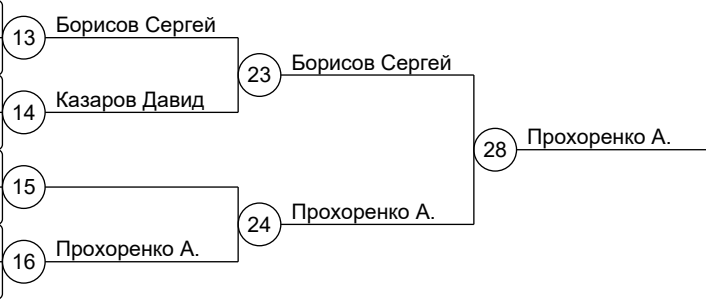 13 Борисов Сергей
23 Борисов Сергей
14 Казаров Давид
28 Прохоренко А.
15
24 Прохоренко А.
16 Прохоренко А.